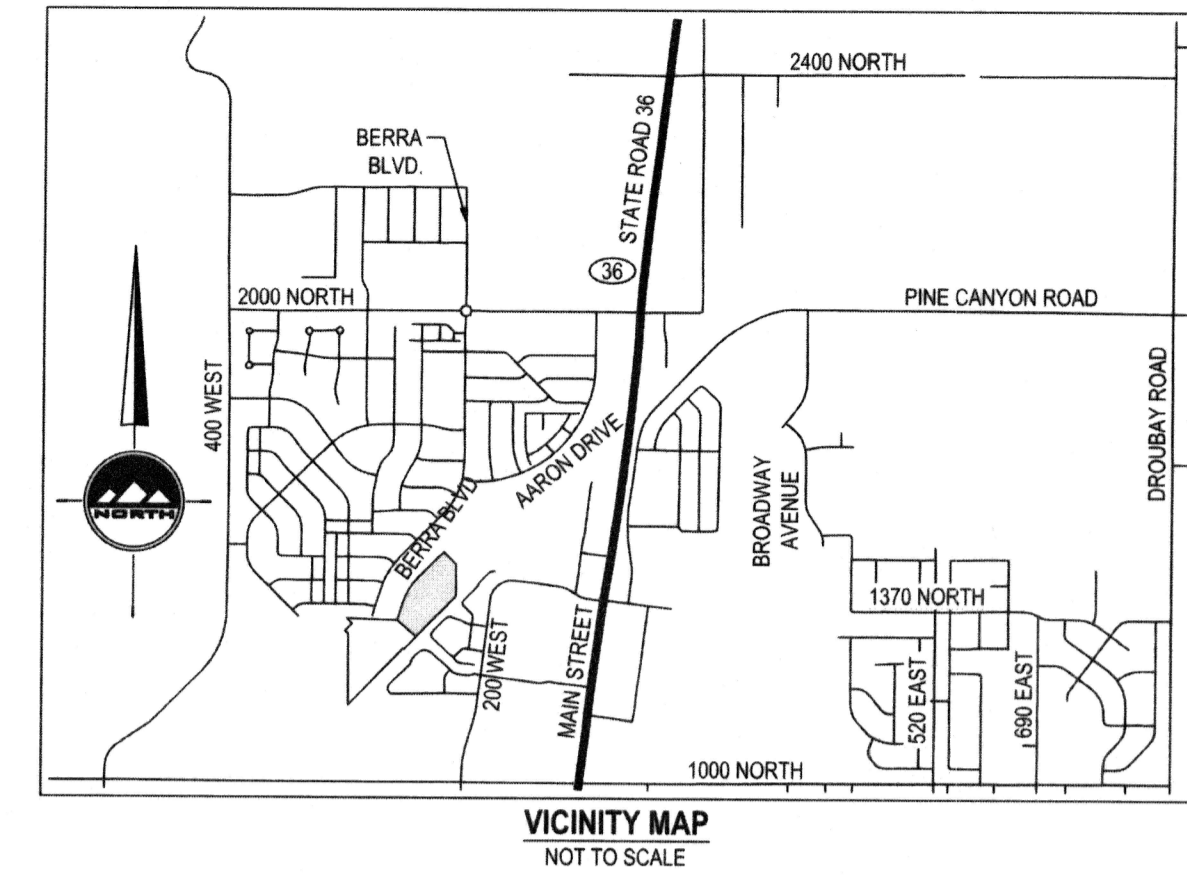 2400 NORTH
BERRA
BLVD.
STATE ROAD 36
36
2000 NORTH
PINE CANYON ROAD
400 WEST
DROUBAY ROAD
AARON DRIVE
BERRA BLVD
BROADWAY
AVENUE
NORTH
1370 NORTH
200 WEST
MAIN STREET
520 EAST
690 EAST
1000 NORTH
VICINITY MAP
NOT TO SCALE